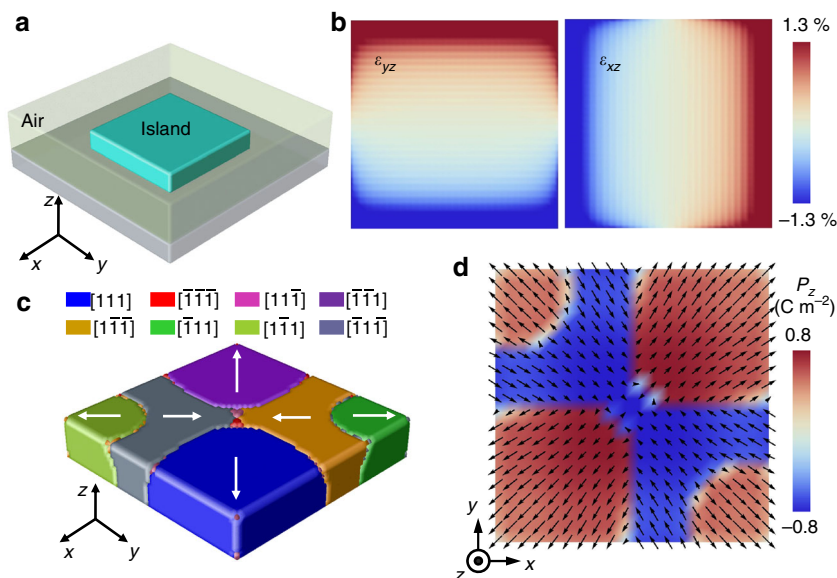 a
Air
Island
z
x
y
b
ε_yz
ε_xz
1.3 %
−1.3 %
c
[111]
[1̅1̅1̅]
[111̅]
[1̅1̅1]
[11̅1̅]
[1̅11]
[11̅1]
[1̅11̅]
z
x
y
d
P_z
(C m⁻²)
0.8
−0.8
y
z
x